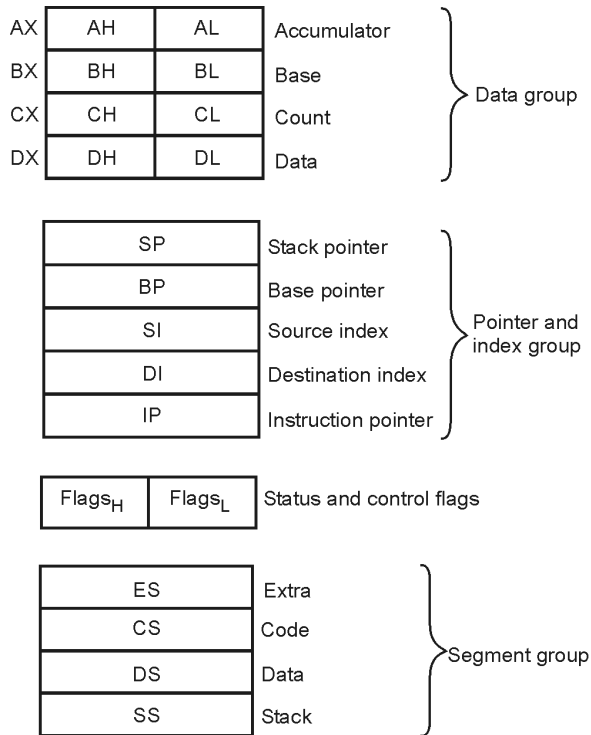 AX AH AL Accumulator
BX BH BL Base
CX CH CL Count
DX DH DL Data
Data group
SP Stack pointer
BP Base pointer
SI Source index
DI Destination index
IP Instruction pointer
Pointer and
index group
FlagsH FlagsL Status and control flags
ES Extra
CS Code
DS Data
SS Stack
Segment group